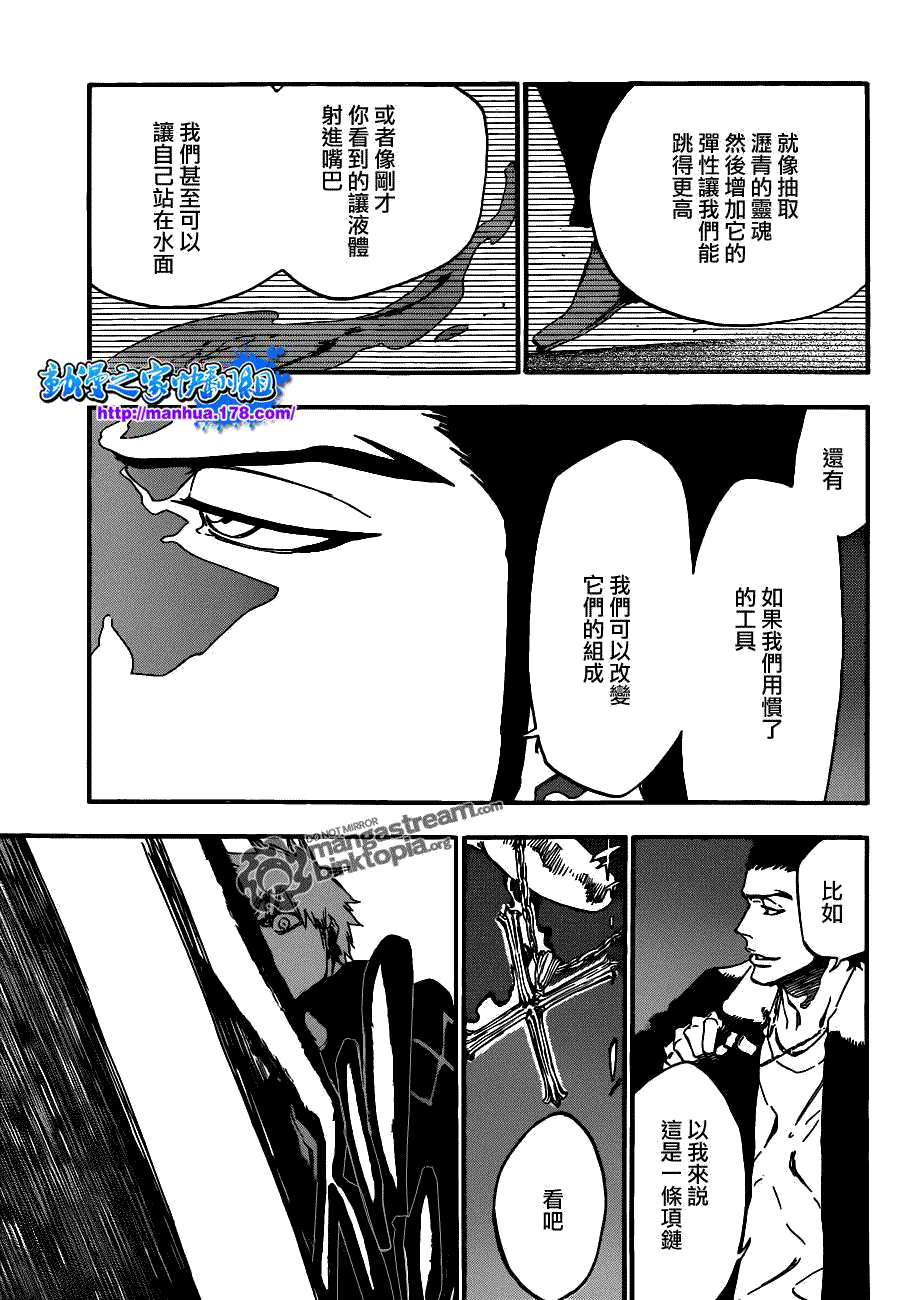 就像抽取
瀝青的靈魂
然後增加它的
彈性讓我們能
跳得更高
或者像剛才
你看到的讓液體
射進嘴巴
我們甚至可以
讓自己站在水面
動漫之家快翻組
http://manhua.178.com/
還有
如果我們用慣了
的工具
我們可以改變
它們的組成
比如
以我來説
這是一條項鏈
看吧
DO NOT MIRROR
mangastream.com
binktopia.org